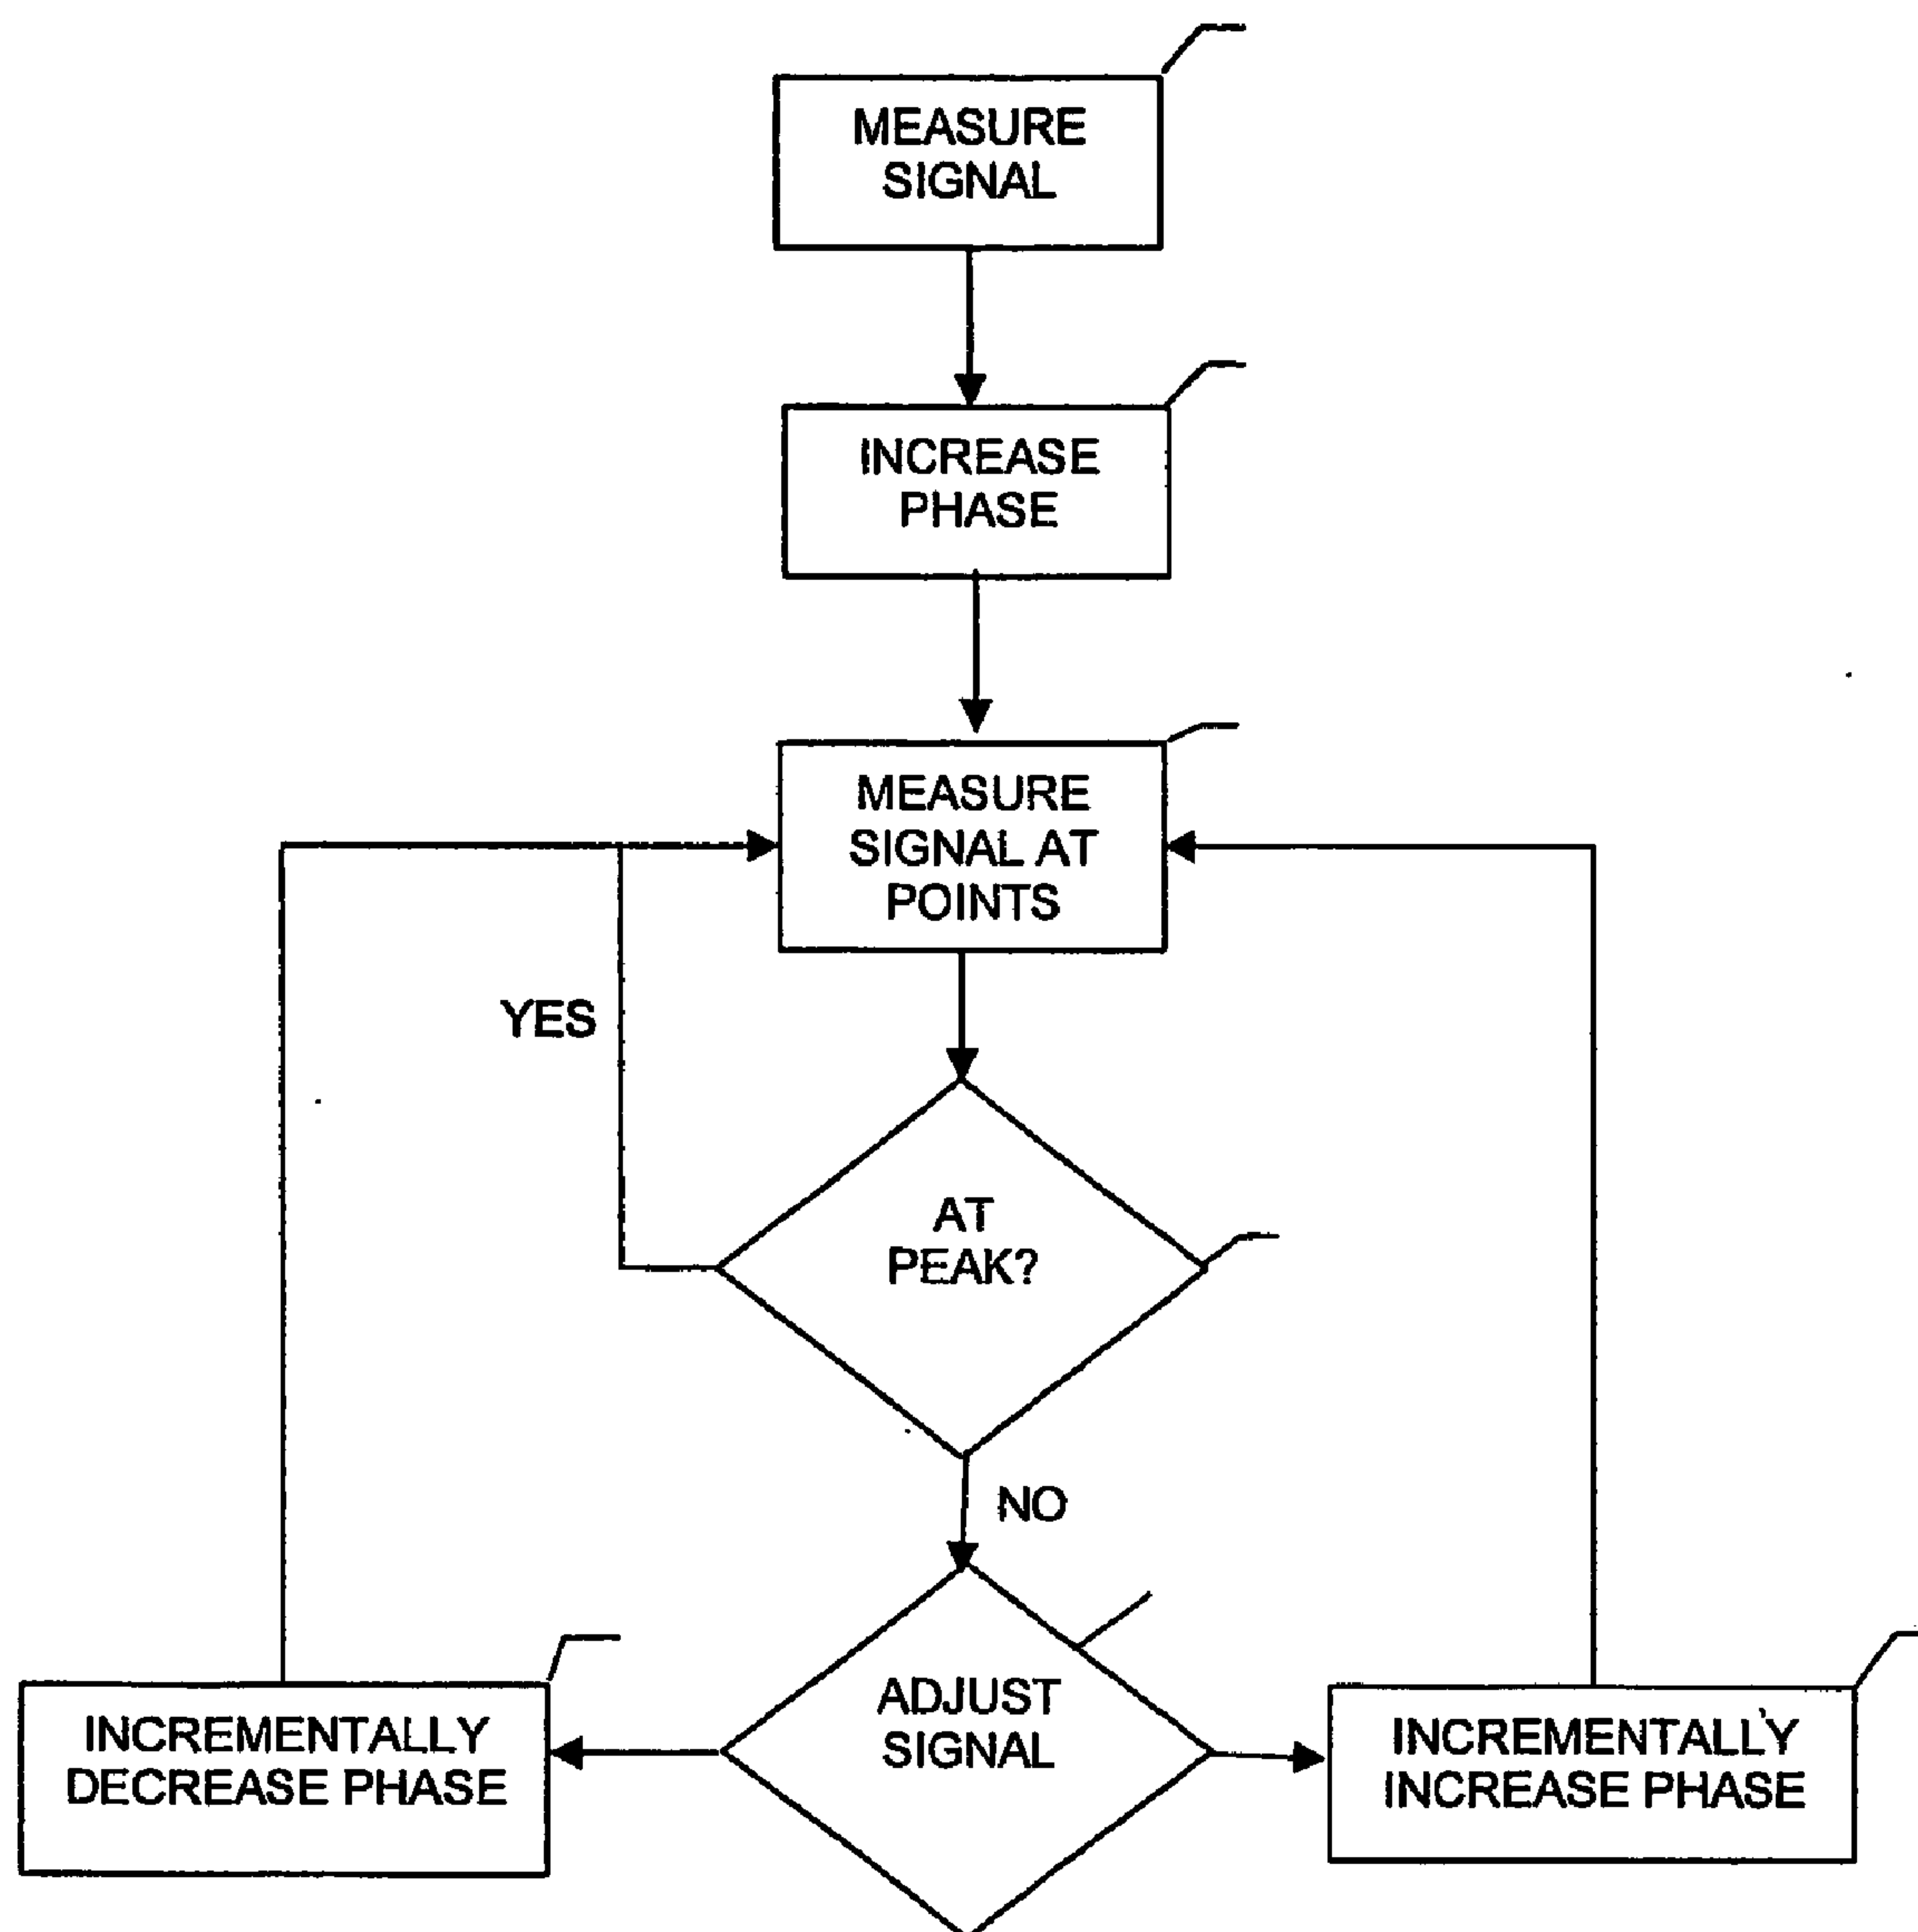 MEASURE
SIGNAL
INCREASE
PHASE
MEASURE
SIGNAL AT
POINTS
YES
AT
PEAK?
NO
ADJUST
SIGNAL
INCREMENTALLY
DECREASE PHASE
INCREMENTALLY
INCREASE PHASE